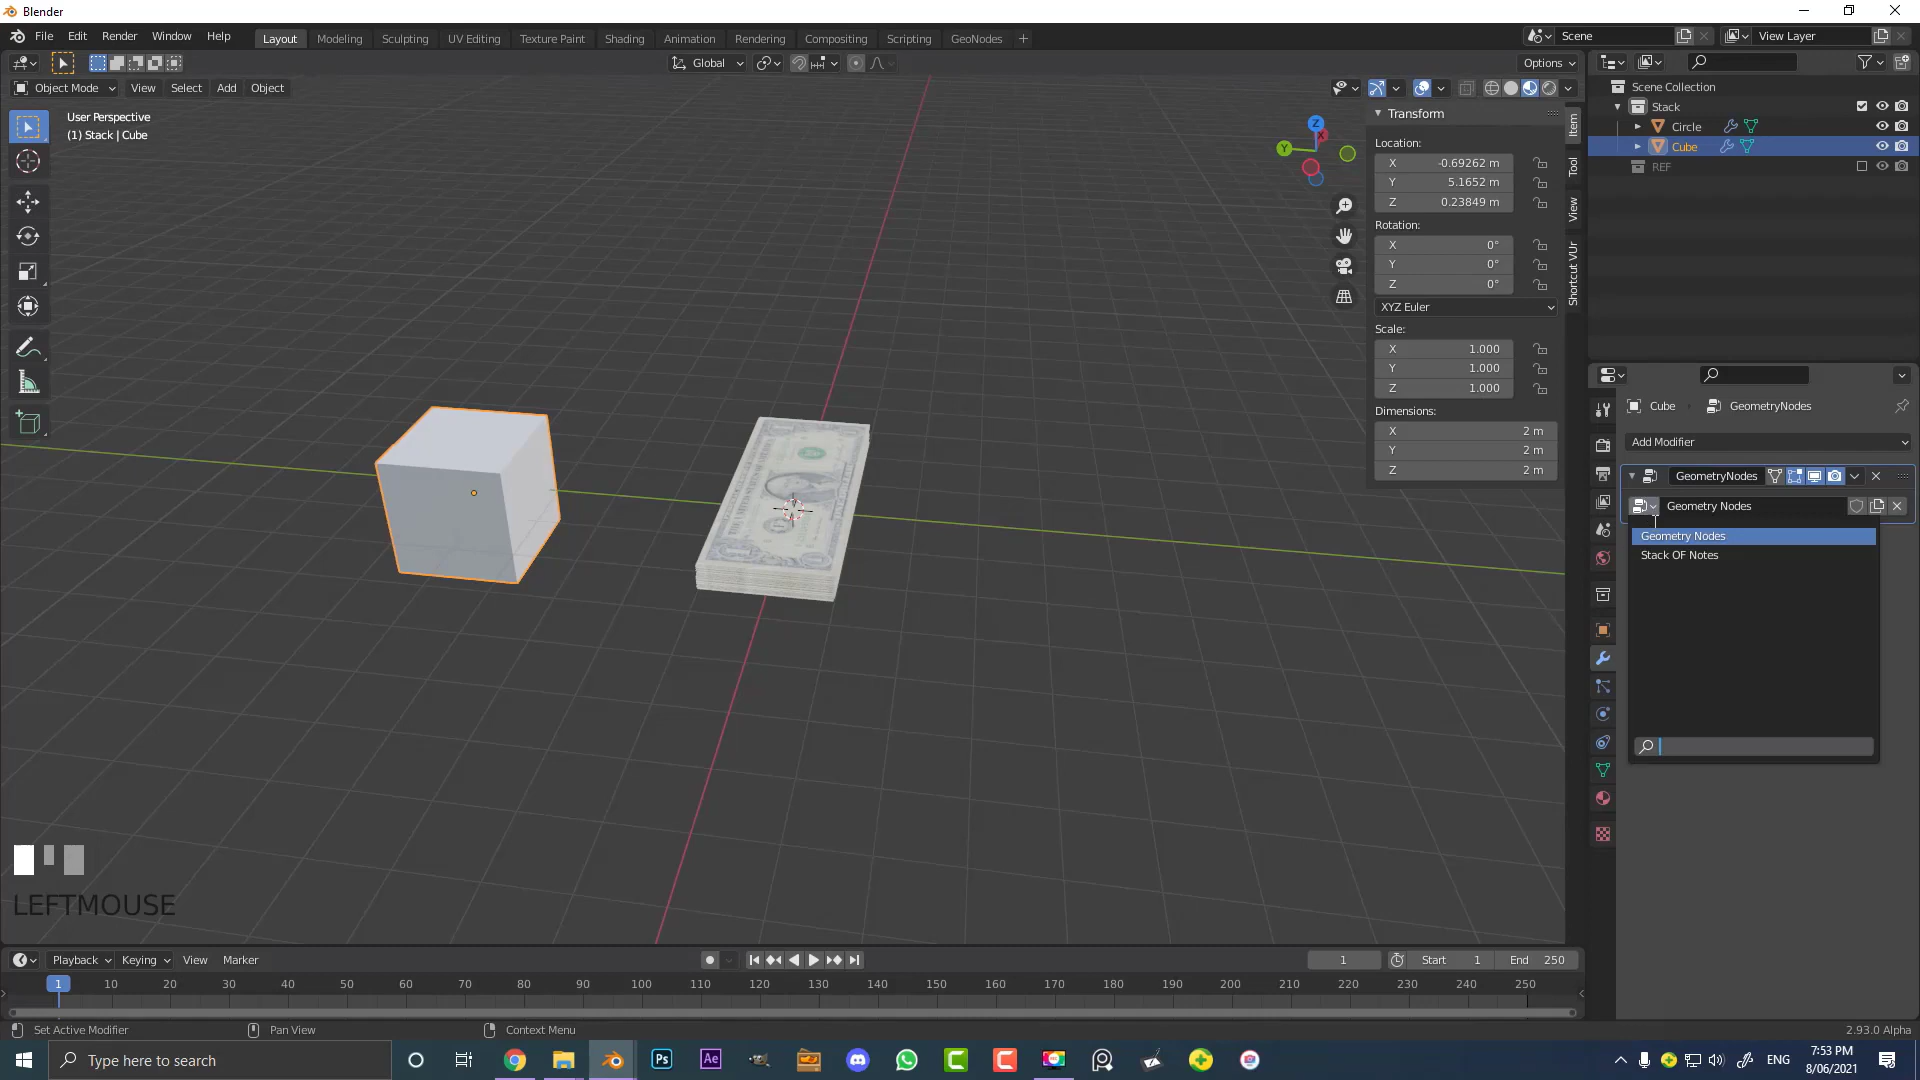 Blender
File Edit Render Window Help
Layout Modeling Sculpting UV Editing Texture Paint Shading Animation Rendering Compositing Scripting GeoNodes +
Scene
View Layer
Global
Options
Object Mode View Select Add Object
User Perspective
(1) Stack | Cube
Z
X
Y
Transform
Location:
X -0.69262 m
Y 5.1652 m
Z 0.23849 m
Rotation:
X 0°
Y 0°
Z 0°
XYZ Euler
Scale:
X 1.000
Y 1.000
Z 1.000
Dimensions:
X 2 m
Y 2 m
Z 2 m
Item
Tool
View
Shortcut VUr
Scene Collection
Stack
Circle
Cube
REF
Cube GeometryNodes
Add Modifier
GeometryNodes
Geometry Nodes
Geometry Nodes
Stack OF Notes
LEFTMOUSE
Playback Keying View Marker
1 Start 1 End 250
1 10 20 30 40 50 60 70 80 90 100 110 120 130 140 150 160 170 180 190 200 210 220 230 240 250
Set Active Modifier Pan View Context Menu
2.93.0 Alpha
Type here to search
Ps Ae
ENG
7:53 PM
8/06/2021